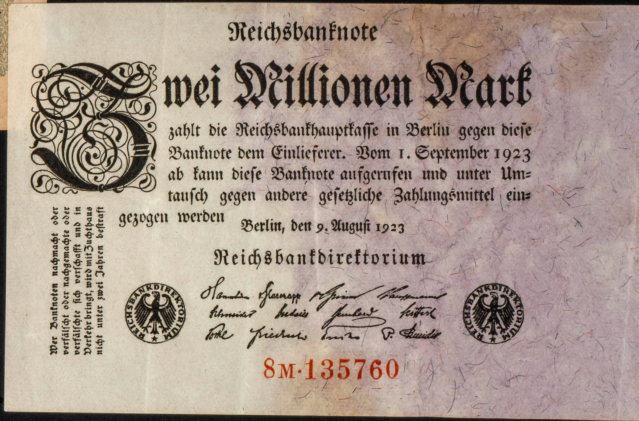 Reichsbanknote
Zwei Millionen Mark
zahlt die Reichsbankhauptkasse in Berlin gegen diese
Banknote dem Einlieferer. Vom 1. September 1923
ab kann diese Banknote aufgerufen und unter Um-
tausch gegen andere gesetzliche Zahlungsmittel ein-
gezogen werden
Berlin, den 9. August 1923
Reichsbankdirektorium
Wer Banknoten nachmacht oder
verfälscht oder nachgemachte oder
verfälschte sich verschafft und in
Verkehr bringt, wird mit Zuchthaus
nicht unter zwei Jahren bestraft
REICHSBANKDIREKTORIUM
REICHSBANKDIREKTORIUM
8M·135760